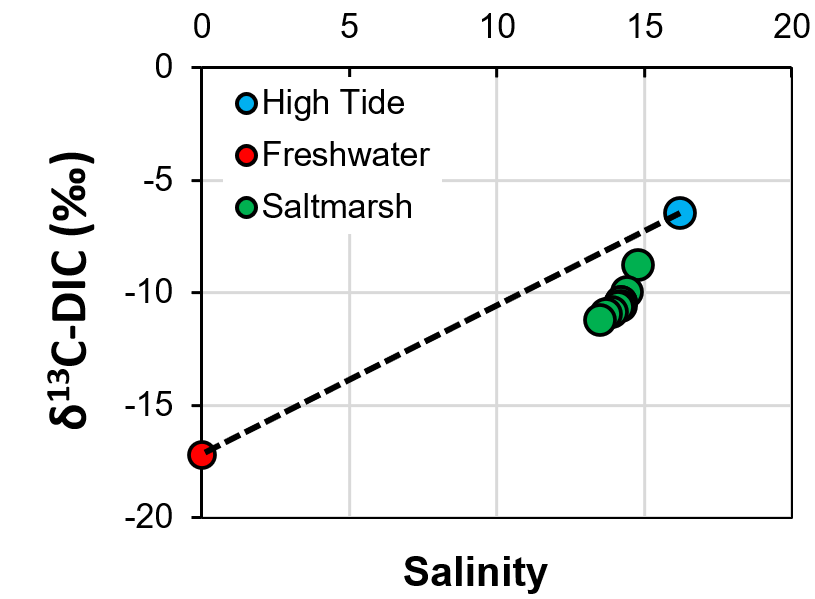 0 5 10 15 20
0
High Tide
Freshwater
-5
Saltmarsh
-10
-15
-20
δ¹³C-DIC (‰)
Salinity